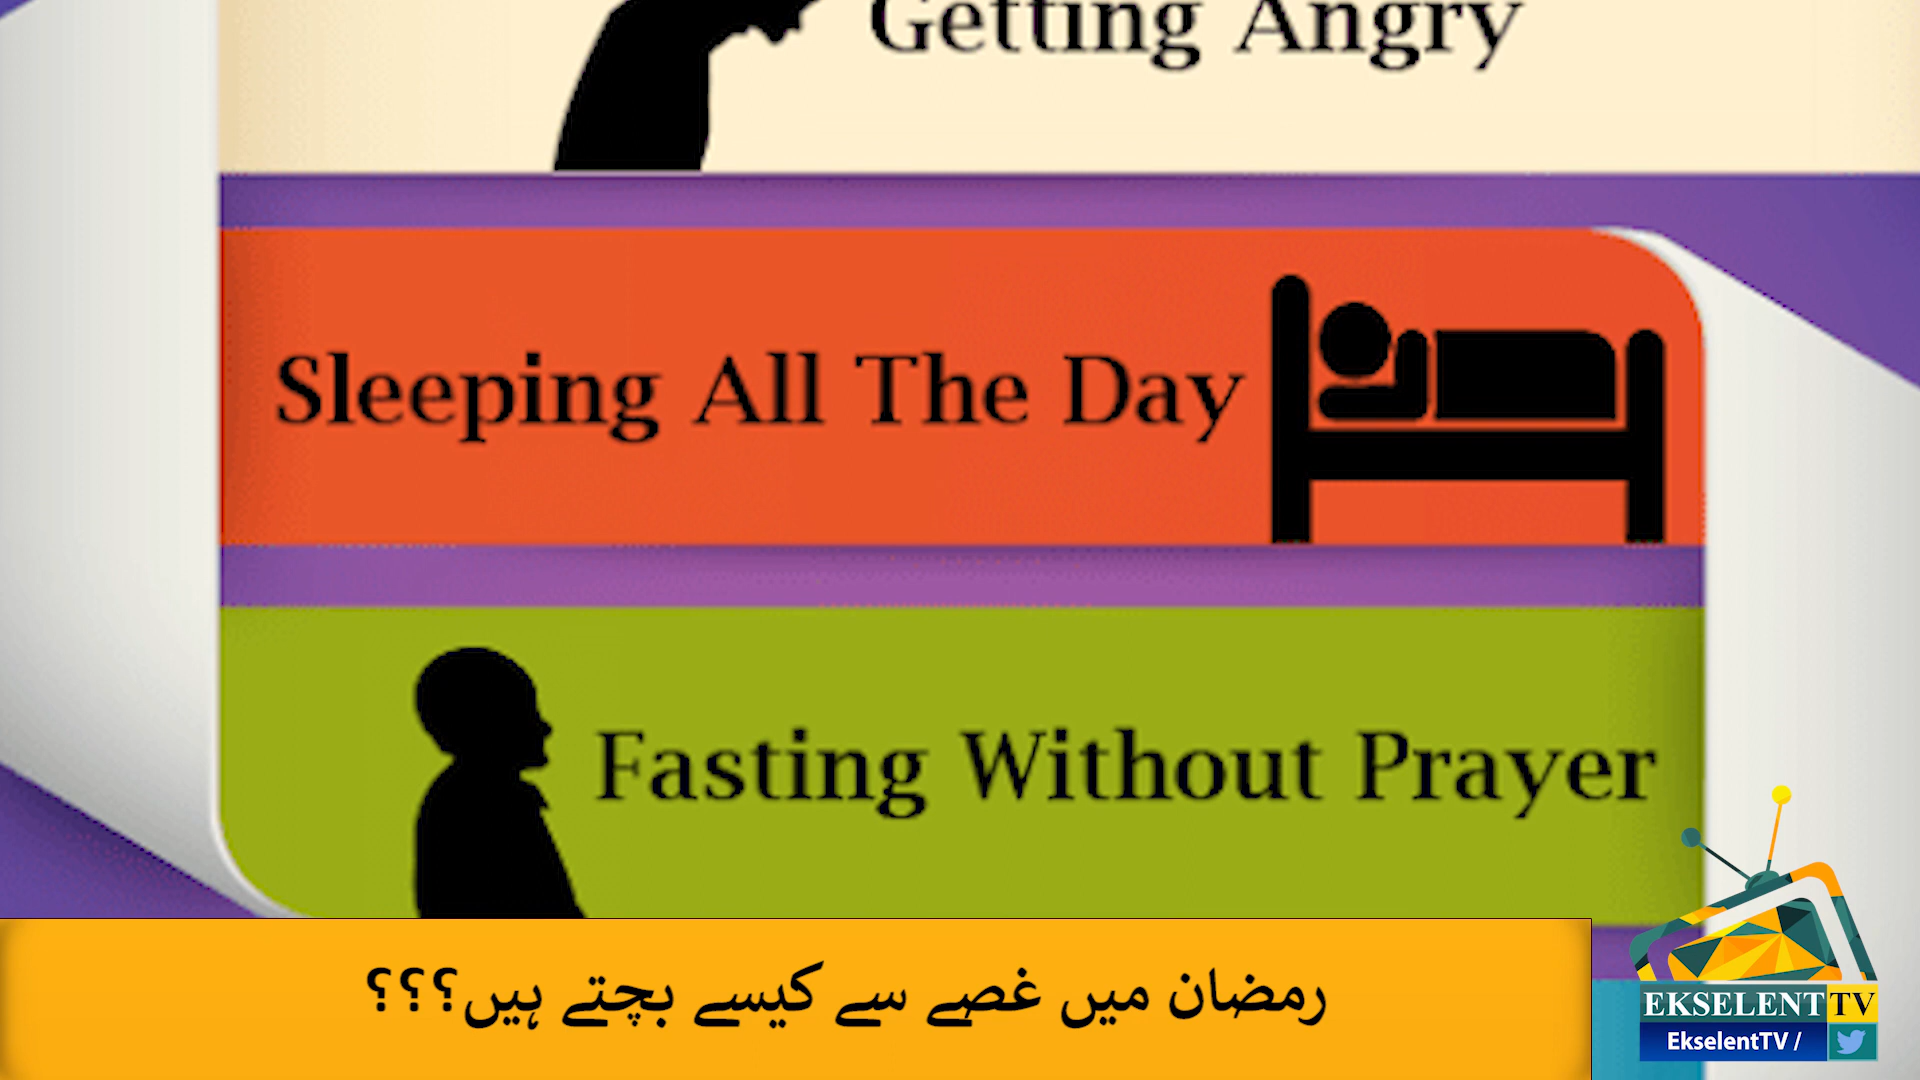 Getting Angry
Sleeping All The Day
Fasting Without Prayer
رمضان میں غصے سے کیسے بچتے ہیں؟؟؟
EKSELENT TV
EkselentTV /